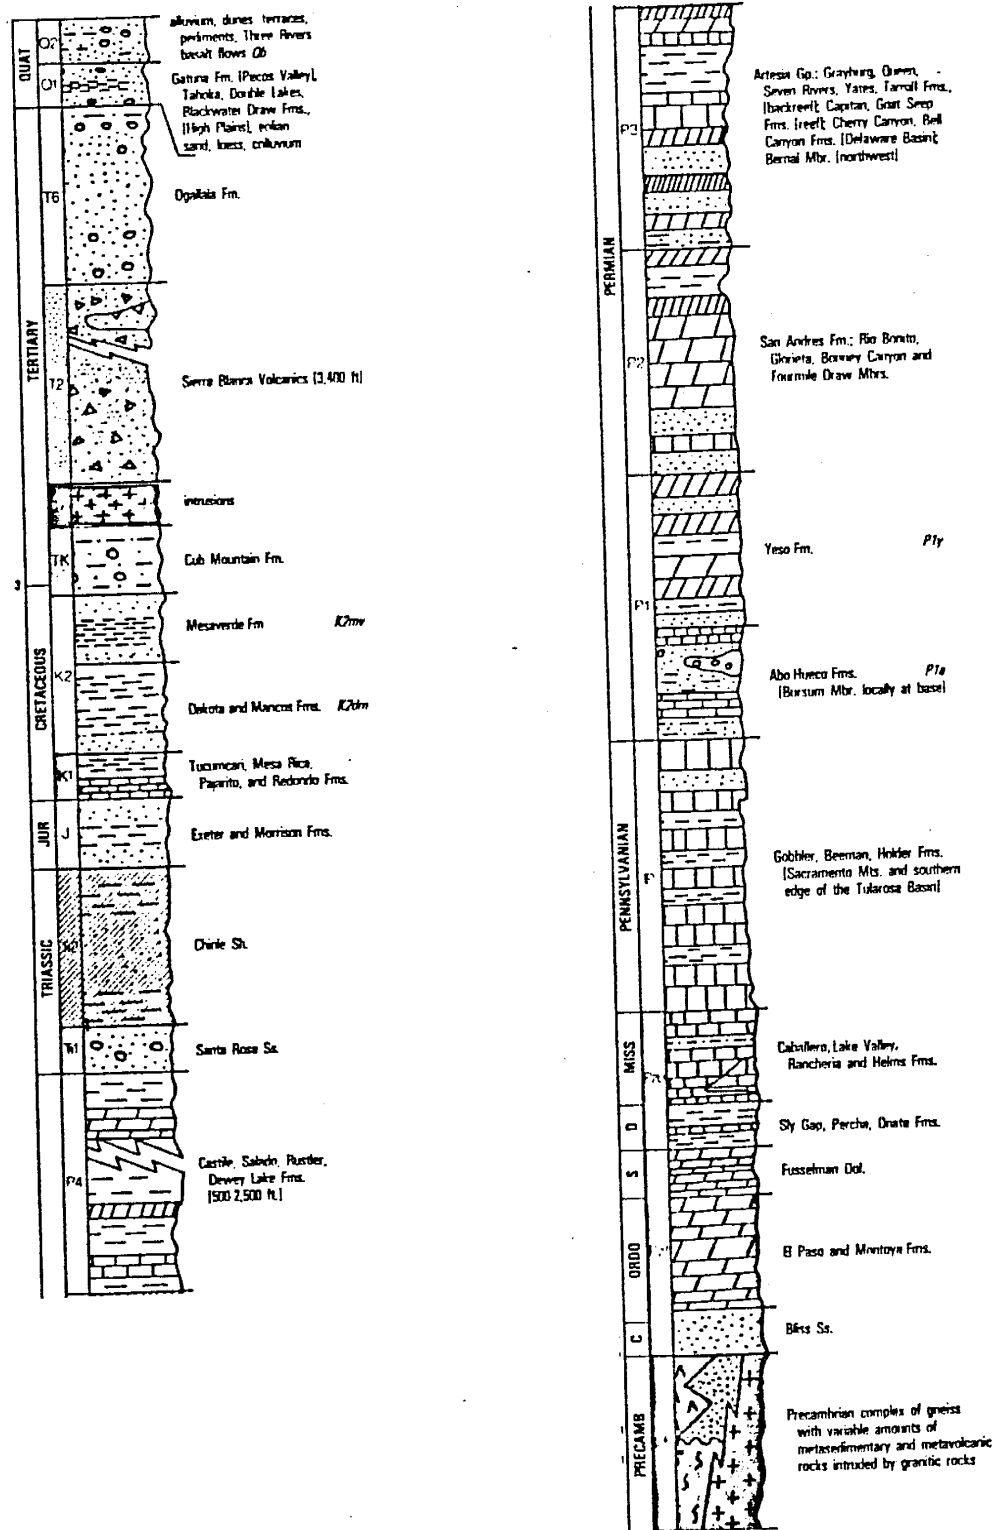 QUAT
Q2
alluvium, dunes terraces,
pediments, Three Rivers
basalt flows Qb
Q1
Gatuna Fm. [Pecos Valley],
Tahoka, Double Lakes,
Blackwater Draw Fms.,
[High Plains], eolian
sand, loess, colluvium
TERTIARY
T6
Ogallala Fm.
T2
Sierra Blanca Volcanics [3,400 ft]
intrusions
TK
Cub Mountain Fm.
3
CRETACEOUS
K2
Mesaverde Fm K2mv
Dakota and Mancos Fms. K2dm
K1
Tucumcari, Mesa Rica,
Pajarito, and Redondo Fms.
JUR
J
Exeter and Morrison Fms.
TRIASSIC
Chinle Sh.
Santa Rosa Ss.
P4
Castile, Salado, Rustler,
Dewey Lake Fms.
[500-2,500 ft.]
PERMIAN
P3
Artesia Gp.: Grayburg, Queen,
Seven Rivers, Yates, Tansill Fms.,
[backreef]; Capitan, Goat Seep
Fms. [reef]; Cherry Canyon, Bell
Canyon Fms. [Delaware Basin];
Bernal Mbr. [northwest]
P2
San Andres Fm.; Rio Bonito,
Glorieta, Bonney Canyon and
Fourmile Draw Mbrs.
P1
Yeso Fm. P1y
Abo Hueco Fms. P1a
[Bursum Mbr. locally at base]
PENNSYLVANIAN
P
Gobbler, Beeman, Holder Fms.
[Sacramento Mts. and southern
edge of the Tularosa Basin]
MISS
Caballero, Lake Valley,
Rancheria and Helms Fms.
D
Sly Gap, Percha, Onate Fms.
S
Fusselman Dol.
ORDO
El Paso and Montoya Fms.
C
Bliss Ss.
PRECAMB
Precambrian complex of gneiss
with variable amounts of
metasedimentary and metavolcanic
rocks intruded by granitic rocks